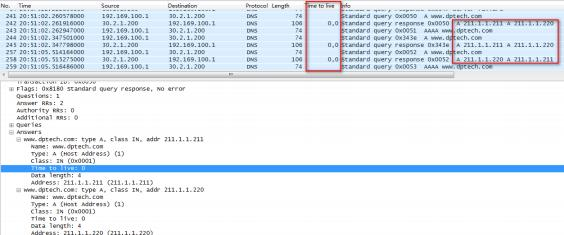 No. Time Source Destination Protocol Length Time to live Info
241 20:51:02.260578000 192.169.100.1 30.2.1.200 DNS 74 Standard query 0x0050 A www.dptech.com
242 20:51:02.261916000 30.2.1.200 192.169.100.1 DNS 106 0,0 Standard query response 0x0050 A 211.1.1.211 A 211.1.1.220
243 20:51:02.262947000 192.169.100.1 30.2.1.200 DNS 74 Standard query 0x0051 AAAA www.dptech.com
244 20:51:02.347501000 192.169.100.1 30.2.1.200 DNS 74 Standard query 0x343e A www.dptech.com
245 20:51:02.347798000 30.2.1.200 192.169.100.1 DNS 106 0,0 Standard query response 0x343e A 211.1.1.211 A 211.1.1.220
257 20:51:05.514164000 192.169.100.1 30.2.1.200 DNS 74 Standard query 0x0052 A www.dptech.com
258 20:51:05.515275000 30.2.1.200 192.169.100.1 DNS 106 0,0 Standard query response 0x0052 A 211.1.1.220 A 211.1.1.211
259 20:51:05.516486000 192.169.100.1 30.2.1.200 DNS 74 Standard query 0x0053 AAAA www.dptech.com
Transaction ID: 0x0050
Flags: 0x8180 Standard query response, No error
Questions: 1
Answer RRs: 2
Authority RRs: 0
Additional RRs: 0
Queries
Answers
www.dptech.com: type A, class IN, addr 211.1.1.211
Name: www.dptech.com
Type: A (Host Address) (1)
Class: IN (0x0001)
Time to live: 0
Data length: 4
Address: 211.1.1.211 (211.1.1.211)
www.dptech.com: type A, class IN, addr 211.1.1.220
Name: www.dptech.com
Type: A (Host Address) (1)
Class: IN (0x0001)
Time to live: 0
Data length: 4
Address: 211.1.1.220 (211.1.1.220)